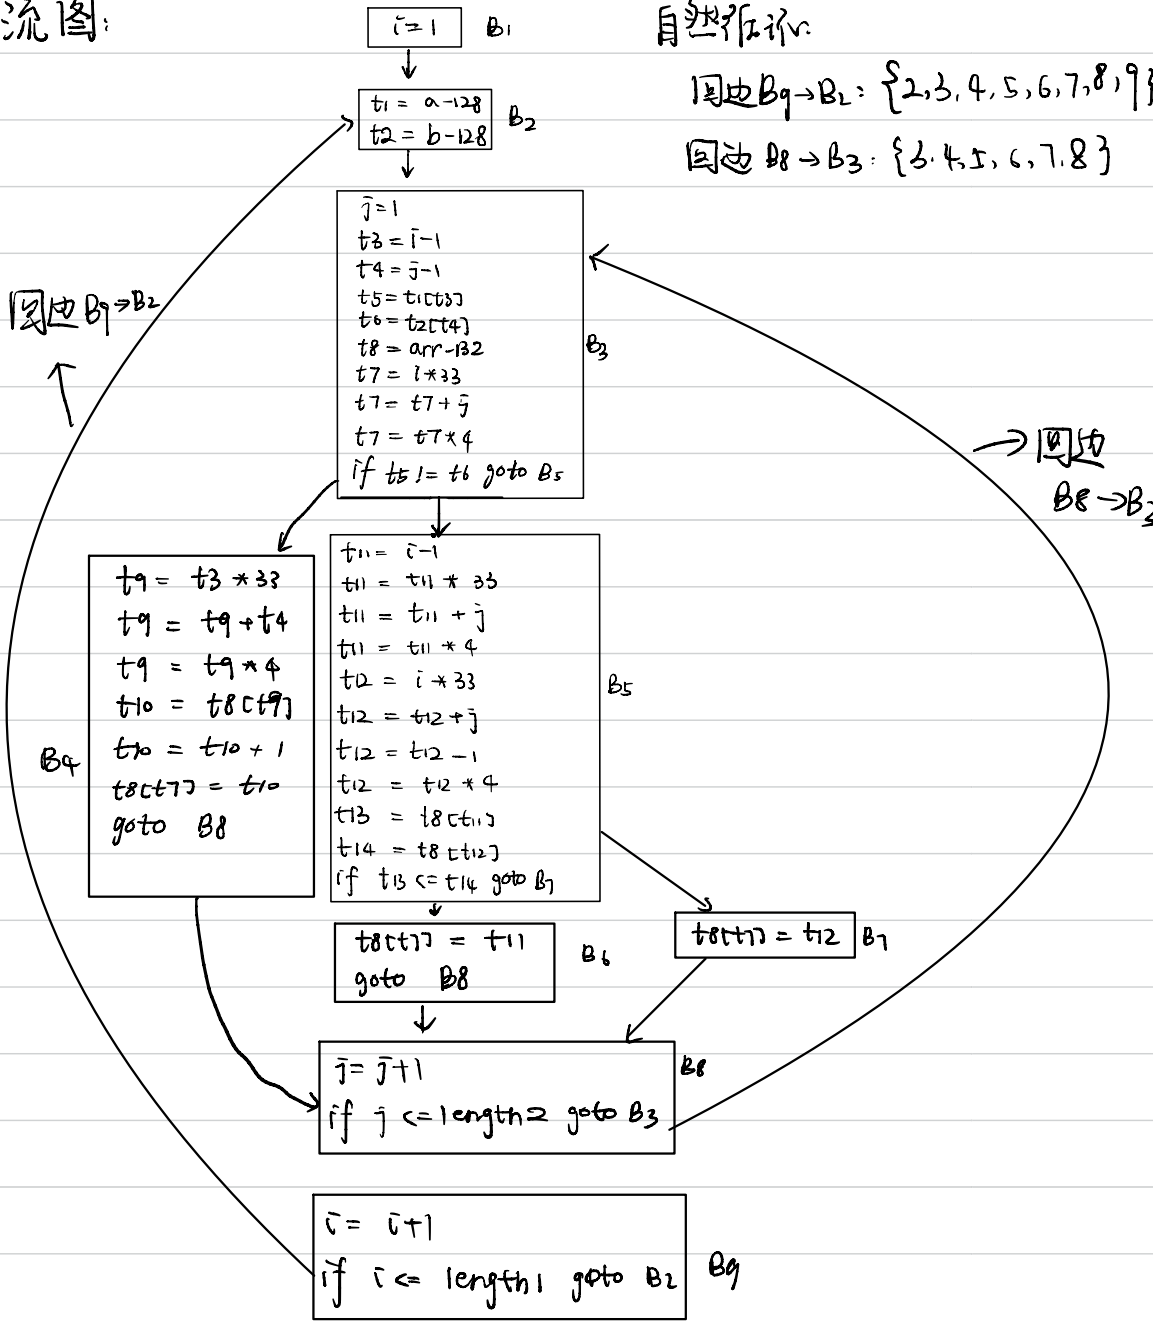 流图:
i=1 B1
t1 = a-128
t2 = b-128 B2
自然循环:
回边B9→B2: {2,3,4,5,6,7,8,9}
回边 B8→B3: {3,4,5,6,7,8}
j=1
t3=i-1
t4=j-1
t5=t1[t3]
t6=t2[t4]
t8=arr-132
t7=i*33
t7=t7+j
t7=t7*4
if t5!=t6 goto B5
B3
回边B9→B2
→回边
B8→B3
t9 = t3*33
t9 = t9+t4
t9 = t9*4
t10 = t8[t9]
t10 = t10+1
t8[t7] = t10
goto B8
B4
t11= i-1
t11 = t11 * 33
t11 = t11 + j
t11 = t11 * 4
t12 = i*33
t12 = t12+j
t12 = t12-1
t12 = t12*4
t13 = t8[t11]
t14 = t8[t12]
if t13<=t14 goto B7
B5
t8[t7] = t11
goto B8
B6
t8[t7] = t12 B7
j=j+1
if j<=length2 goto B3
B8
i= i+1
if i<= length1 goto B2
B9